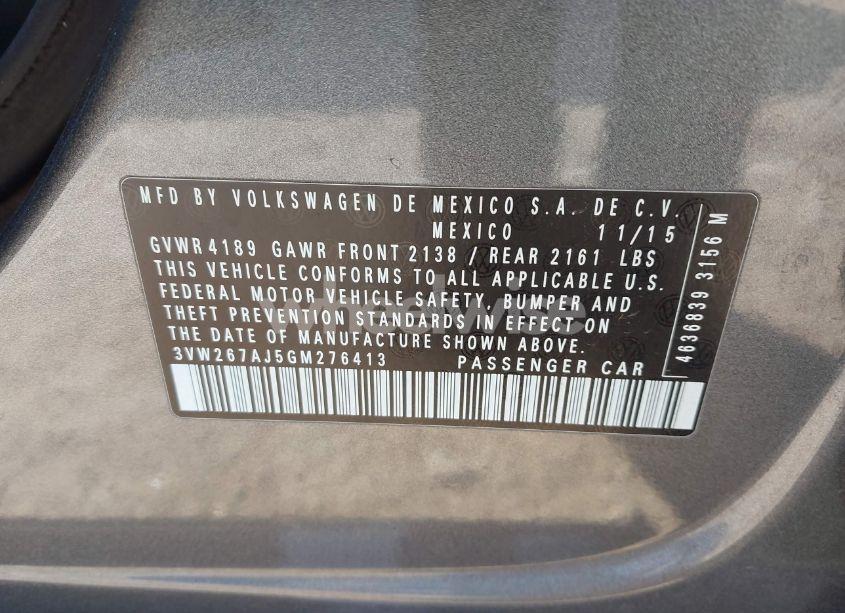 MFD BY VOLKSWAGEN DE MEXICO S.A. DE C.V.
MEXICO 11/15
GVWR 4189 GAWR FRONT 2138 / REAR 2161 LBS
THIS VEHICLE CONFORMS TO ALL APPLICABLE U.S.
FEDERAL MOTOR VEHICLE SAFETY, BUMPER AND
THEFT PREVENTION STANDARDS IN EFFECT ON
THE DATE OF MANUFACTURE SHOWN ABOVE.
3VW267AJ5GM276413 PASSENGER CAR
4636839 3156 M
wheelwise